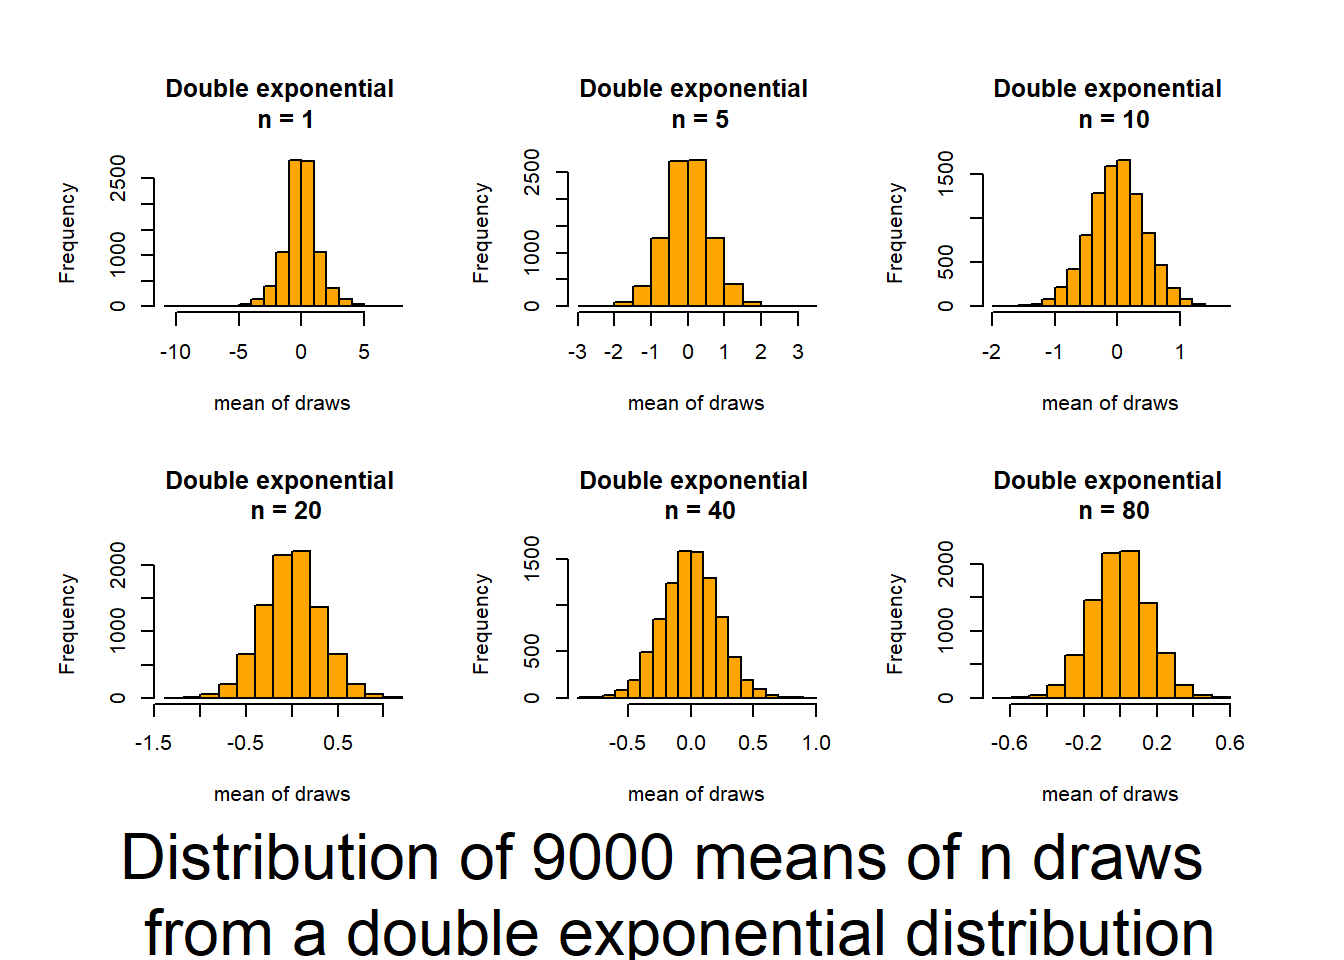 Double exponential
n = 1
Frequency
2500
1000
0
-10 -5 0 5
mean of draws
Double exponential
n = 5
Frequency
2500
1000
0
-3 -2 -1 0 1 2 3
mean of draws
Double exponential
n = 10
Frequency
1500
500
0
-2 -1 0 1
mean of draws
Double exponential
n = 20
Frequency
2000
1000
0
-1.5 -0.5 0.5
mean of draws
Double exponential
n = 40
Frequency
1500
500
0
-0.5 0.0 0.5 1.0
mean of draws
Double exponential
n = 80
Frequency
2000
1000
0
-0.6 -0.2 0.2 0.6
mean of draws
Distribution of 9000 means of n draws
from a double exponential distribution